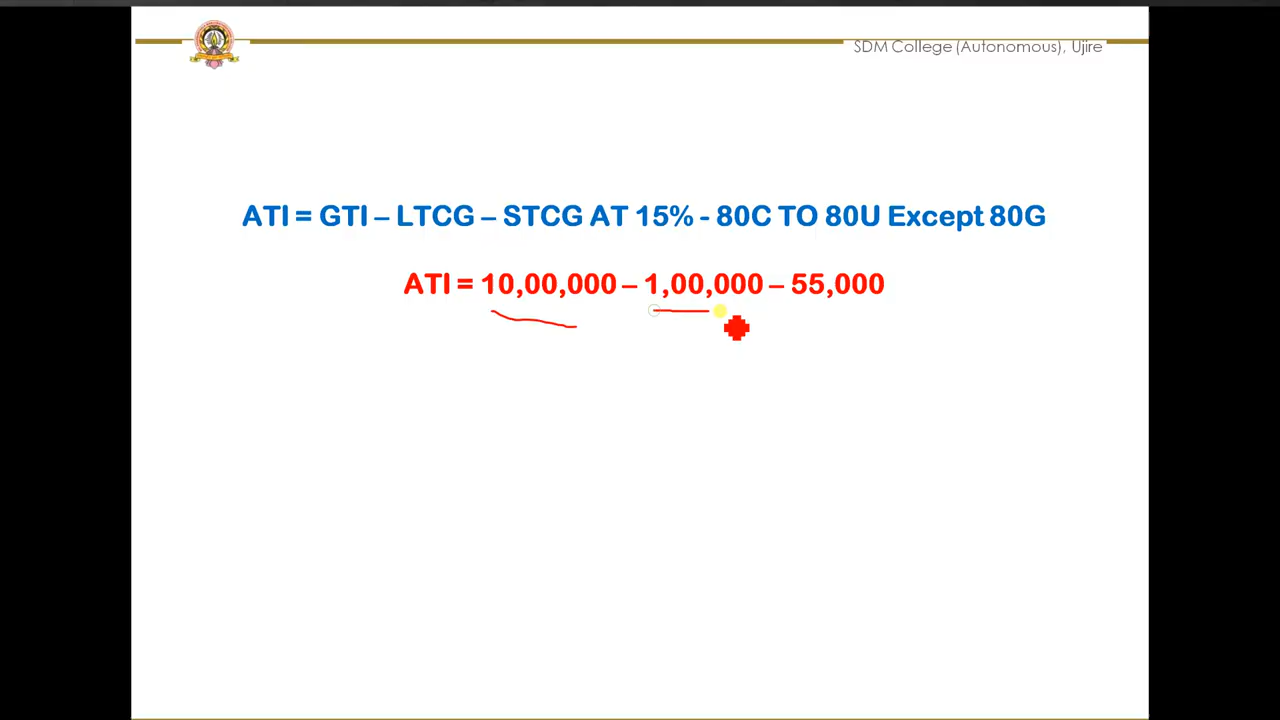 SDM College (Autonomous), Ujire
ATI = GTI – LTCG – STCG AT 15% - 80C TO 80U Except 80G
ATI = 10,00,000 – 1,00,000 – 55,000